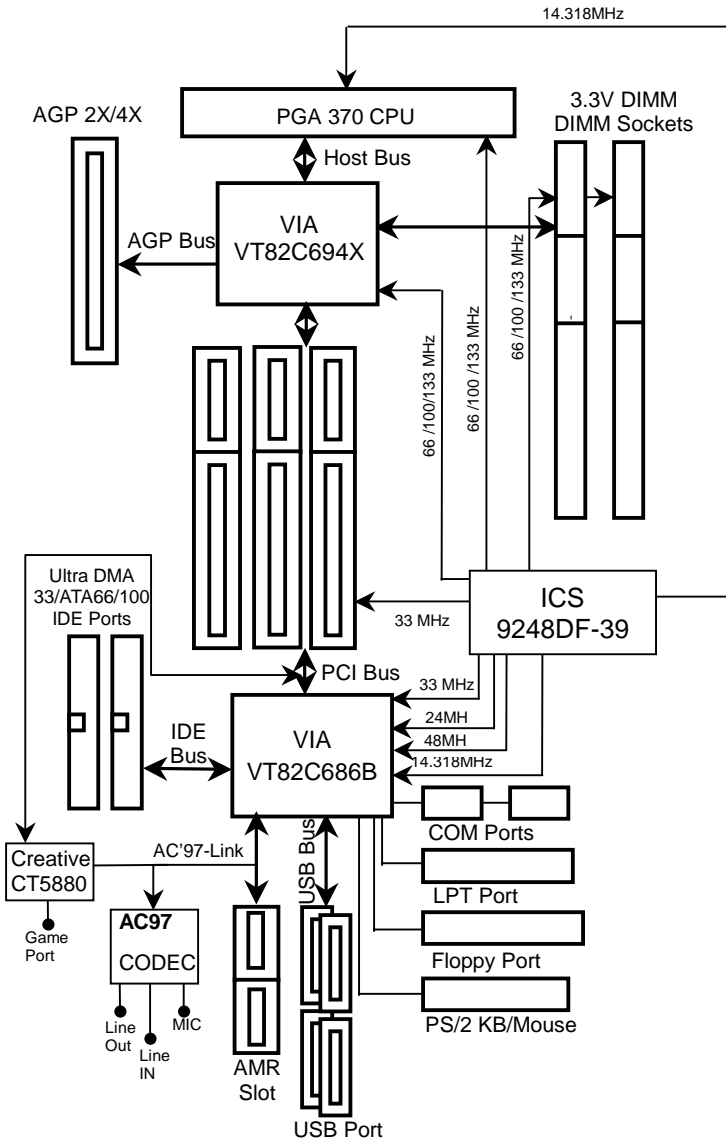 14.318MHz
AGP 2X/4X
PGA 370 CPU
3.3V DIMM
DIMM Sockets
Host Bus
VIA
VT82C694X
AGP Bus
66 /100/133 MHz
66 /100 /133 MHz
66 /100 /133 MHz
Ultra DMA
33/ATA66/100
IDE Ports
33 MHz
ICS
9248DF-39
PCI Bus
33 MHz
24MH
48MH
14.318MHz
IDE
Bus
VIA
VT82C686B
COM Ports
Creative
CT5880
AC'97-Link
USB Bus
LPT Port
Game
Port
AC97
CODEC
Floppy Port
Line
Out
Line
IN
MIC
PS/2 KB/Mouse
AMR
Slot
USB Port